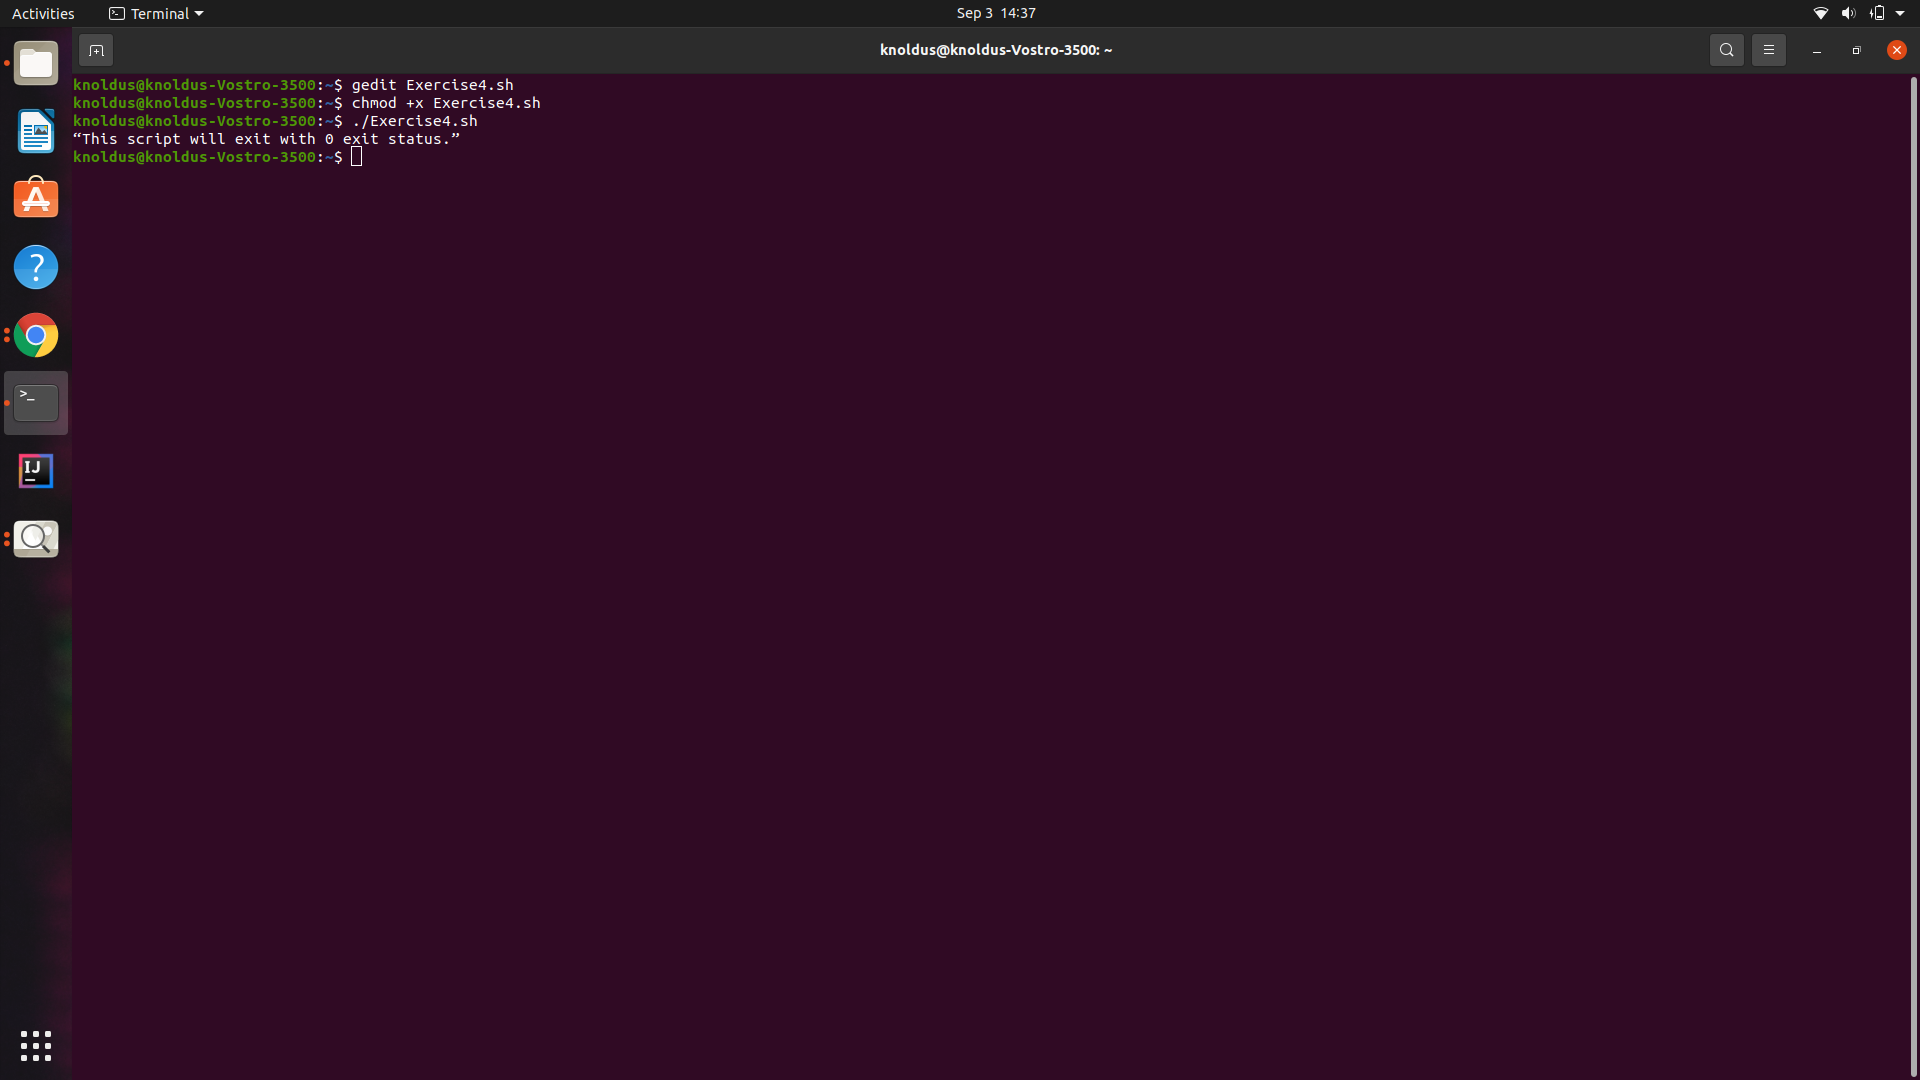 Activities Terminal Sep 3 14:37
knoldus@knoldus-Vostro-3500: ~
knoldus@knoldus-Vostro-3500:~$ gedit Exercise4.sh
knoldus@knoldus-Vostro-3500:~$ chmod +x Exercise4.sh
knoldus@knoldus-Vostro-3500:~$ ./Exercise4.sh
“This script will exit with 0 exit status.”
knoldus@knoldus-Vostro-3500:~$
?
>_
IJ